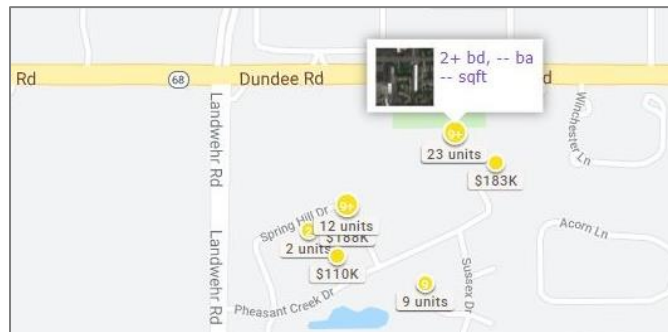 2+ bd, -- ba
-- sqft
Rd
68
Dundee Rd
d
Landwehr Rd
Winchester Ln
9+
23 units
$183K
9+
Spring Hill Dr
12 units
$188K
2 units
$110K
Acorn Ln
Landwehr Rd
Sussex Dr
9
9 units
Pheasant Creek Dr